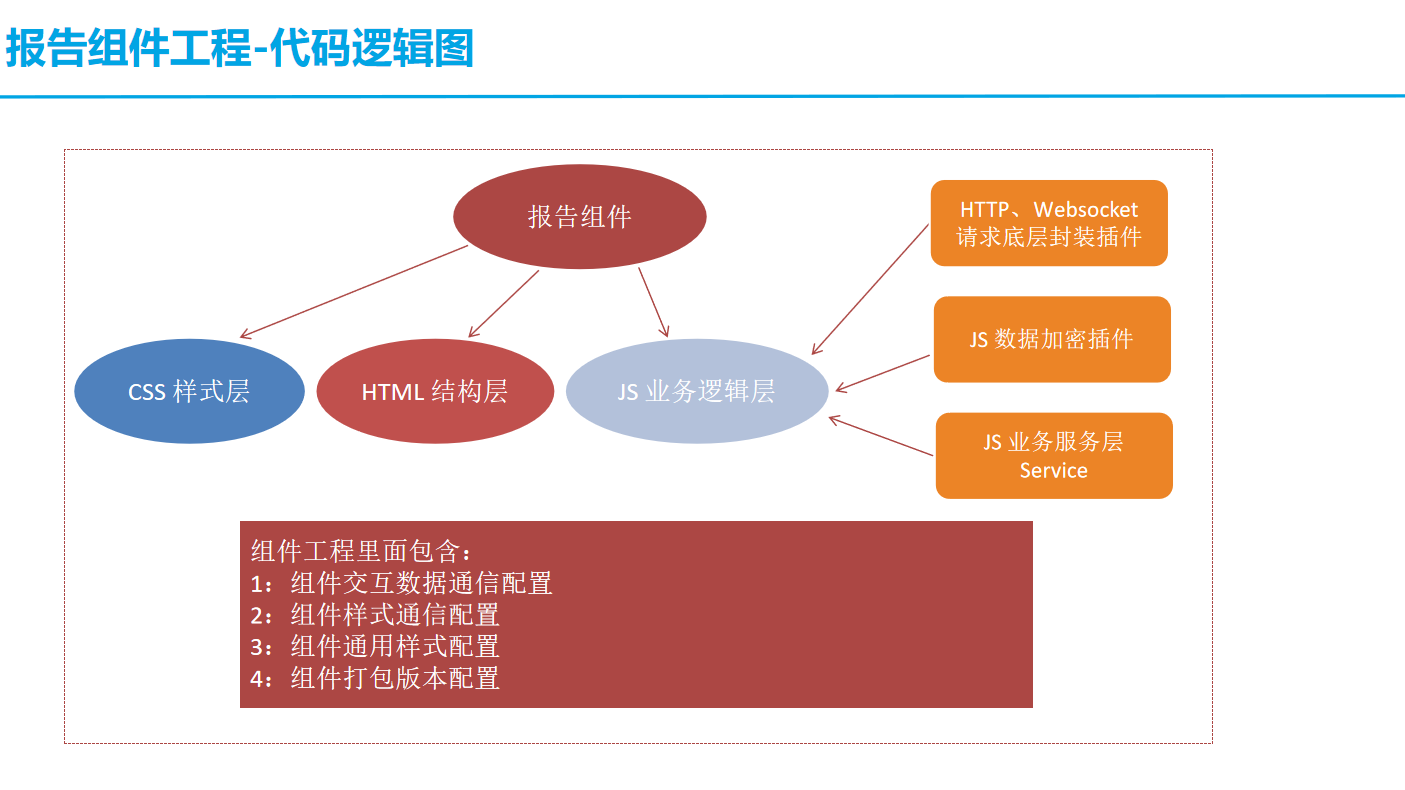 报告组件工程-代码逻辑图
报告组件
HTTP、Websocket
请求底层封装插件
JS 数据加密插件
CSS 样式层
HTML 结构层
JS 业务逻辑层
JS 业务服务层
Service
组件工程里面包含：
1：组件交互数据通信配置
2：组件样式通信配置
3：组件通用样式配置
4：组件打包版本配置